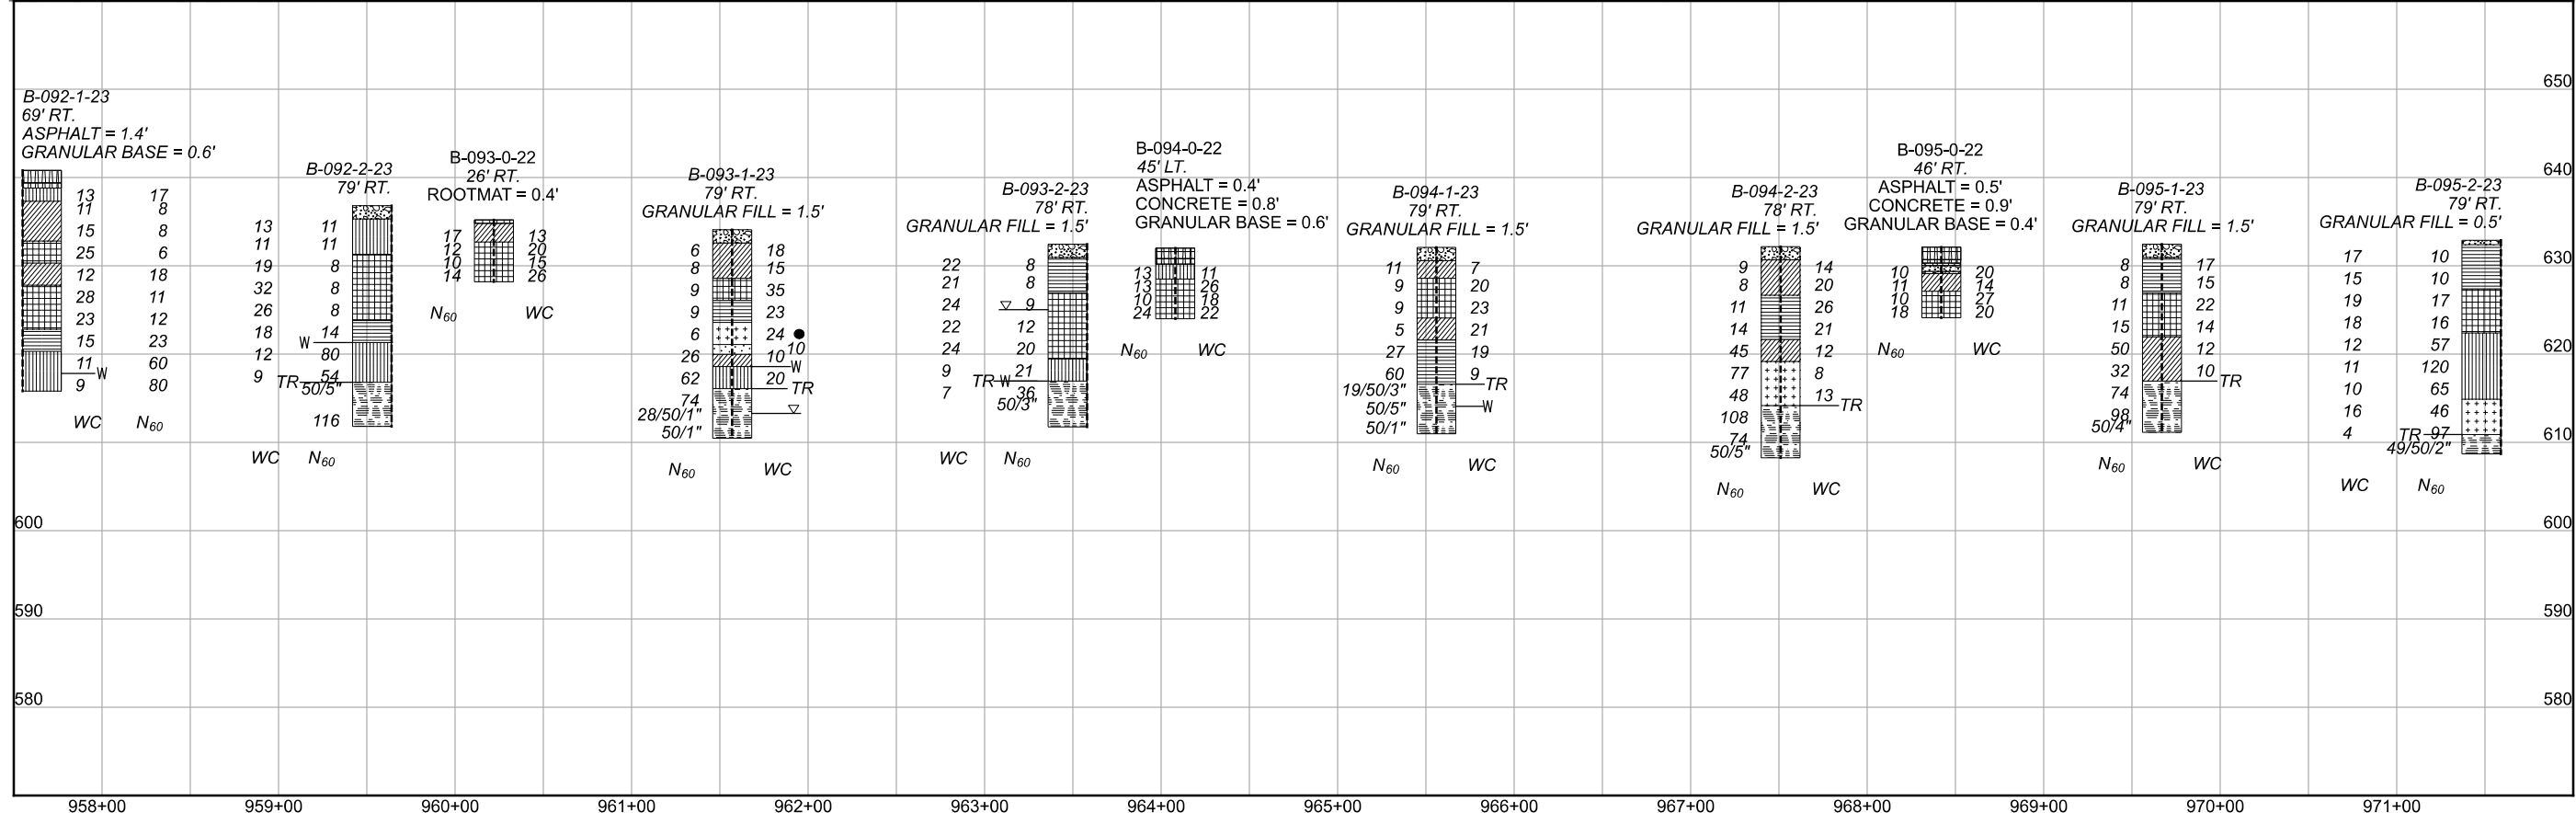 650
640
630
620
610
600
600
590
590
580
580
B-092-1-23
69' RT.
ASPHALT = 1.4'
GRANULAR BASE = 0.6'
13 17
11 8
15 8
25 6
12 18
28 11
23 12
15 23
11 W 60
9 80
WC N60
B-092-2-23
79' RT.
13 11
11 11
19 8
32 8
26 8
18 14
W
12 80
9 54
TR
50/5"
116
WC N60
B-093-0-22
26' RT.
ROOTMAT = 0.4'
17 13
12 20
10 15
14 26
N60 WC
B-093-1-23
79' RT.
GRANULAR FILL = 1.5'
6 18
8 15
9 35
9 23
6 24
10
26 10
W
62 20
TR
74
28/50/1"
50/1"
N60 WC
B-093-2-23
78' RT.
GRANULAR FILL = 1.5'
22 8
21 8
24 9
22 12
24 20
9 21
TR W
7 36
50/3"
WC N60
B-094-0-22
45' LT.
ASPHALT = 0.4'
CONCRETE = 0.8'
GRANULAR BASE = 0.6'
13 11
13 26
10 18
24 22
N60 WC
B-094-1-23
79' RT.
GRANULAR FILL = 1.5'
11 7
9 20
9 23
5 21
27 19
60 9
TR
19/50/3"
50/5" W
50/1"
N60 WC
B-094-2-23
78' RT.
GRANULAR FILL = 1.5'
9 14
8 20
11 26
14 21
45 12
77 8
48 13
TR
108
74
50/5"
N60 WC
B-095-0-22
46' RT.
ASPHALT = 0.5'
CONCRETE = 0.9'
GRANULAR BASE = 0.4'
10 20
11 14
10 27
18 20
N60 WC
B-095-1-23
79' RT.
GRANULAR FILL = 1.5'
8 17
8 15
11 22
15 14
50 12
32 10
TR
74
98
50/4"
N60 WC
B-095-2-23
79' RT.
GRANULAR FILL = 0.5'
17 10
15 10
19 17
18 16
12 57
11 120
10 65
16 46
4 TR 97
49/50/2"
WC N60
958+00 959+00 960+00 961+00 962+00 963+00 964+00 965+00 966+00 967+00 968+00 969+00 970+00 971+00